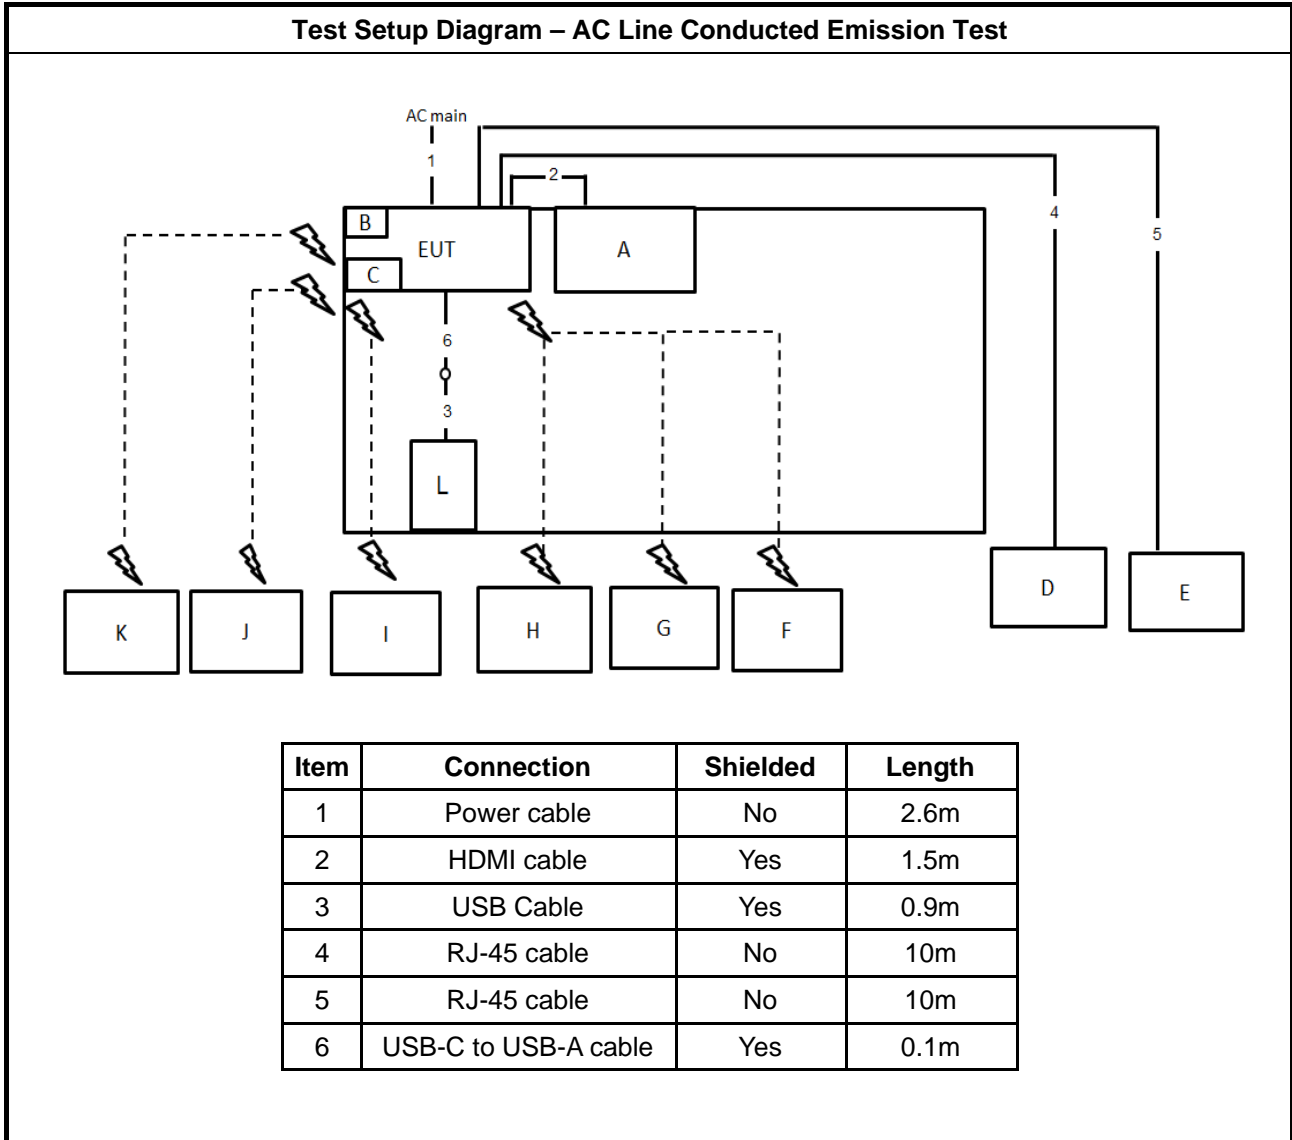 Test Setup Diagram – AC Line Conducted Emission Test
AC main
1
2
B
EUT
A
C
4
5
6
3
L
D
E
K
J
I
H
G
F
Item Connection Shielded Length
1 Power cable No 2.6m
2 HDMI cable Yes 1.5m
3 USB Cable Yes 0.9m
4 RJ-45 cable No 10m
5 RJ-45 cable No 10m
6 USB-C to USB-A cable Yes 0.1m